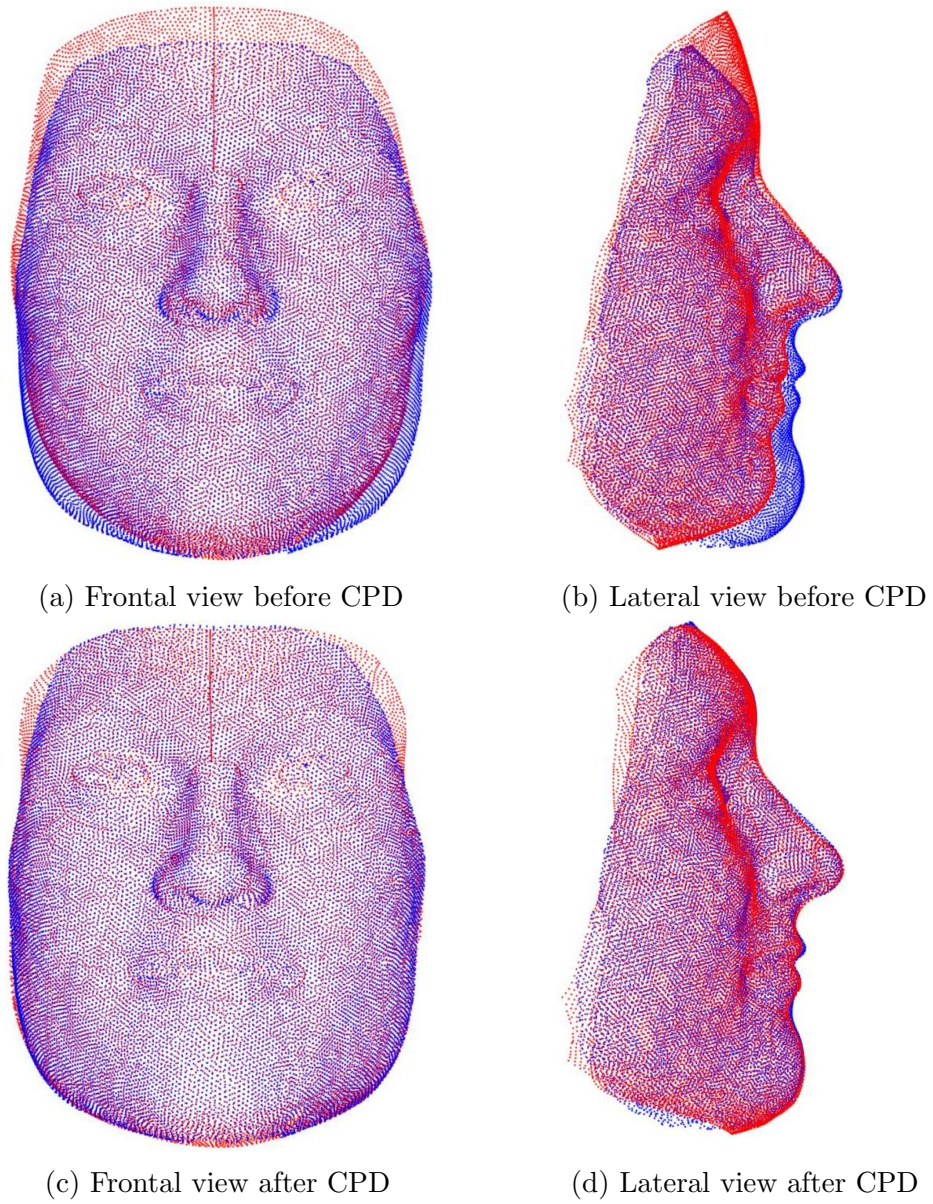 (a) Frontal view before CPD
(b) Lateral view before CPD
(c) Frontal view after CPD
(d) Lateral view after CPD